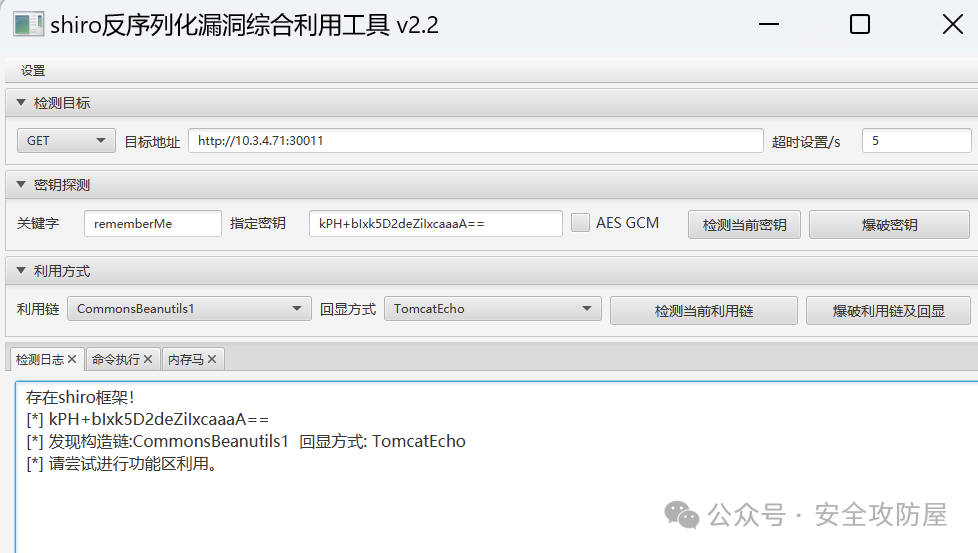 shiro反序列化漏洞综合利用工具 v2.2
设置
检测目标
GET 目标地址 http://10.3.4.71:30011 超时设置/s 5
密钥探测
关键字 rememberMe 指定密钥 kPH+bIxk5D2deZiIxcaaaA== AES GCM 检测当前密钥 爆破密钥
利用方式
利用链 CommonsBeanutils1 回显方式 TomcatEcho 检测当前利用链 爆破利用链及回显
检测日志 命令执行 内存马
存在shiro框架!
[*] kPH+bIxk5D2deZiIxcaaaA==
[*] 发现构造链:CommonsBeanutils1 回显方式: TomcatEcho
[*] 请尝试进行功能区利用。
公众号 · 安全攻防屋